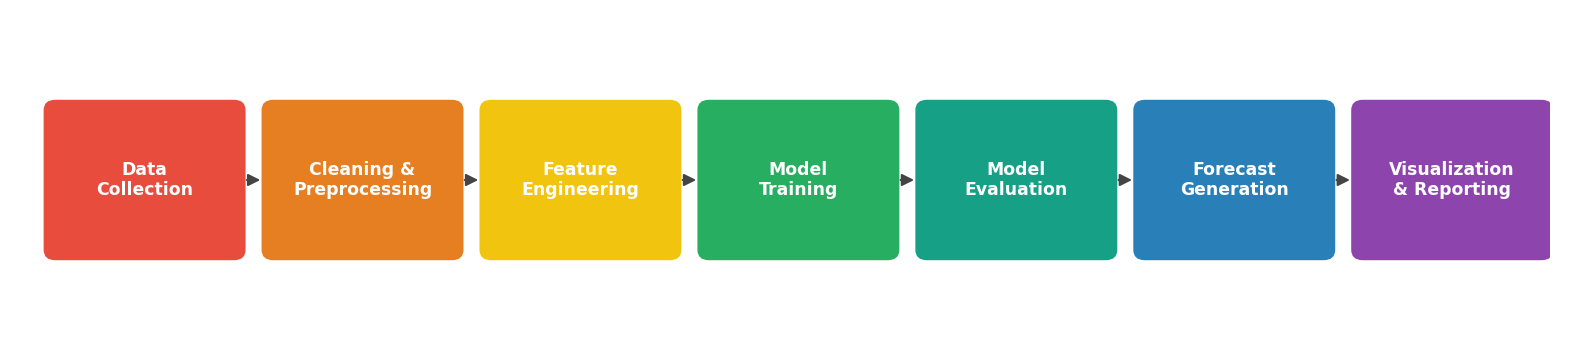 Data
Collection
Cleaning &
Preprocessing
Feature
Engineering
Model
Training
Model
Evaluation
Forecast
Generation
Visualization
& Reporting